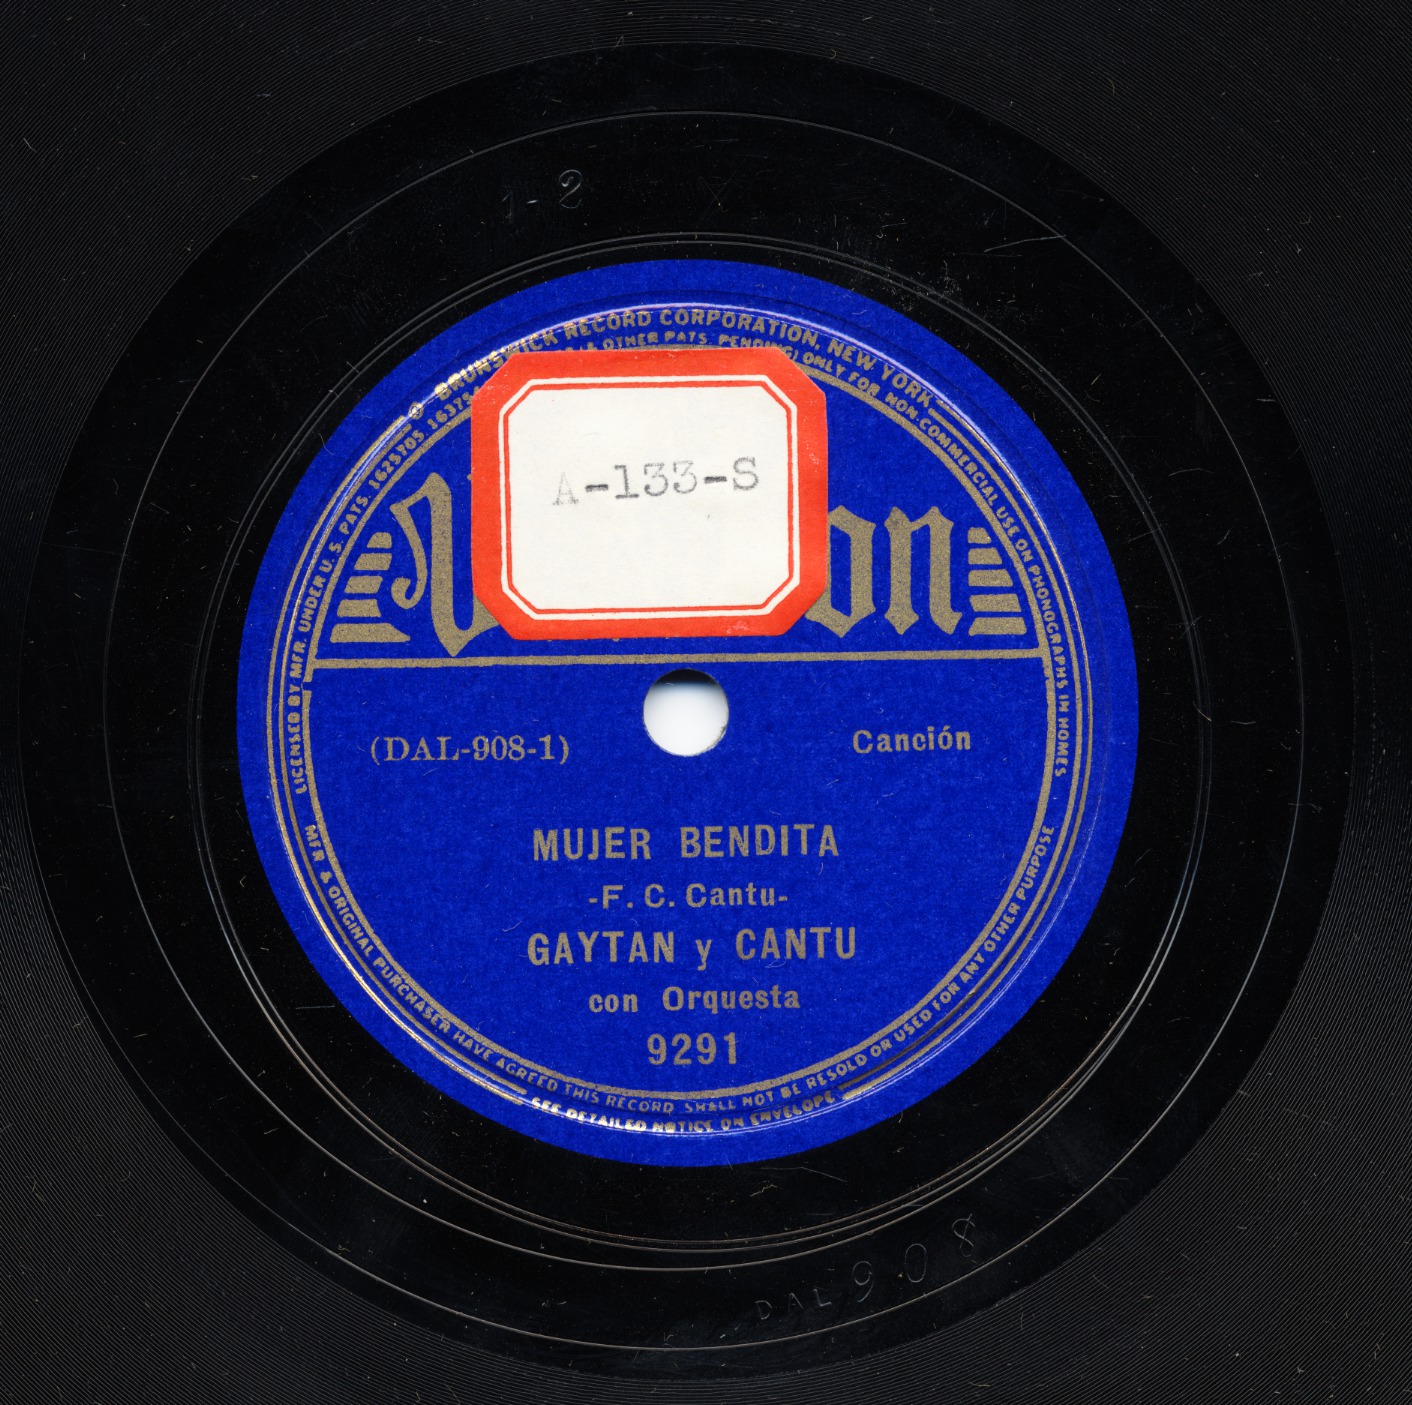 1-2
BRUNSWICK RECORD CORPORATION, NEW YORK
LICENSED BY MFR. UNDER U.S. PATS. 1625705, 16375 & OTHER PATS. PENDING) ONLY FOR NON-COMMERCIAL USE ON PHONOGRAPHS IN HOMES
A-133-S
on
(DAL-908-1)
Canción
MUJER BENDITA
-F. C. Cantu-
GAYTAN y CANTU
con Orquesta
9291
MFR & ORIGINAL PURCHASER HAVE AGREED THIS RECORD SHALL NOT BE RESOLD OR USED FOR ANY OTHER PURPOSE
SEE DETAILED NOTICE ON ENVELOPE
DAL 908